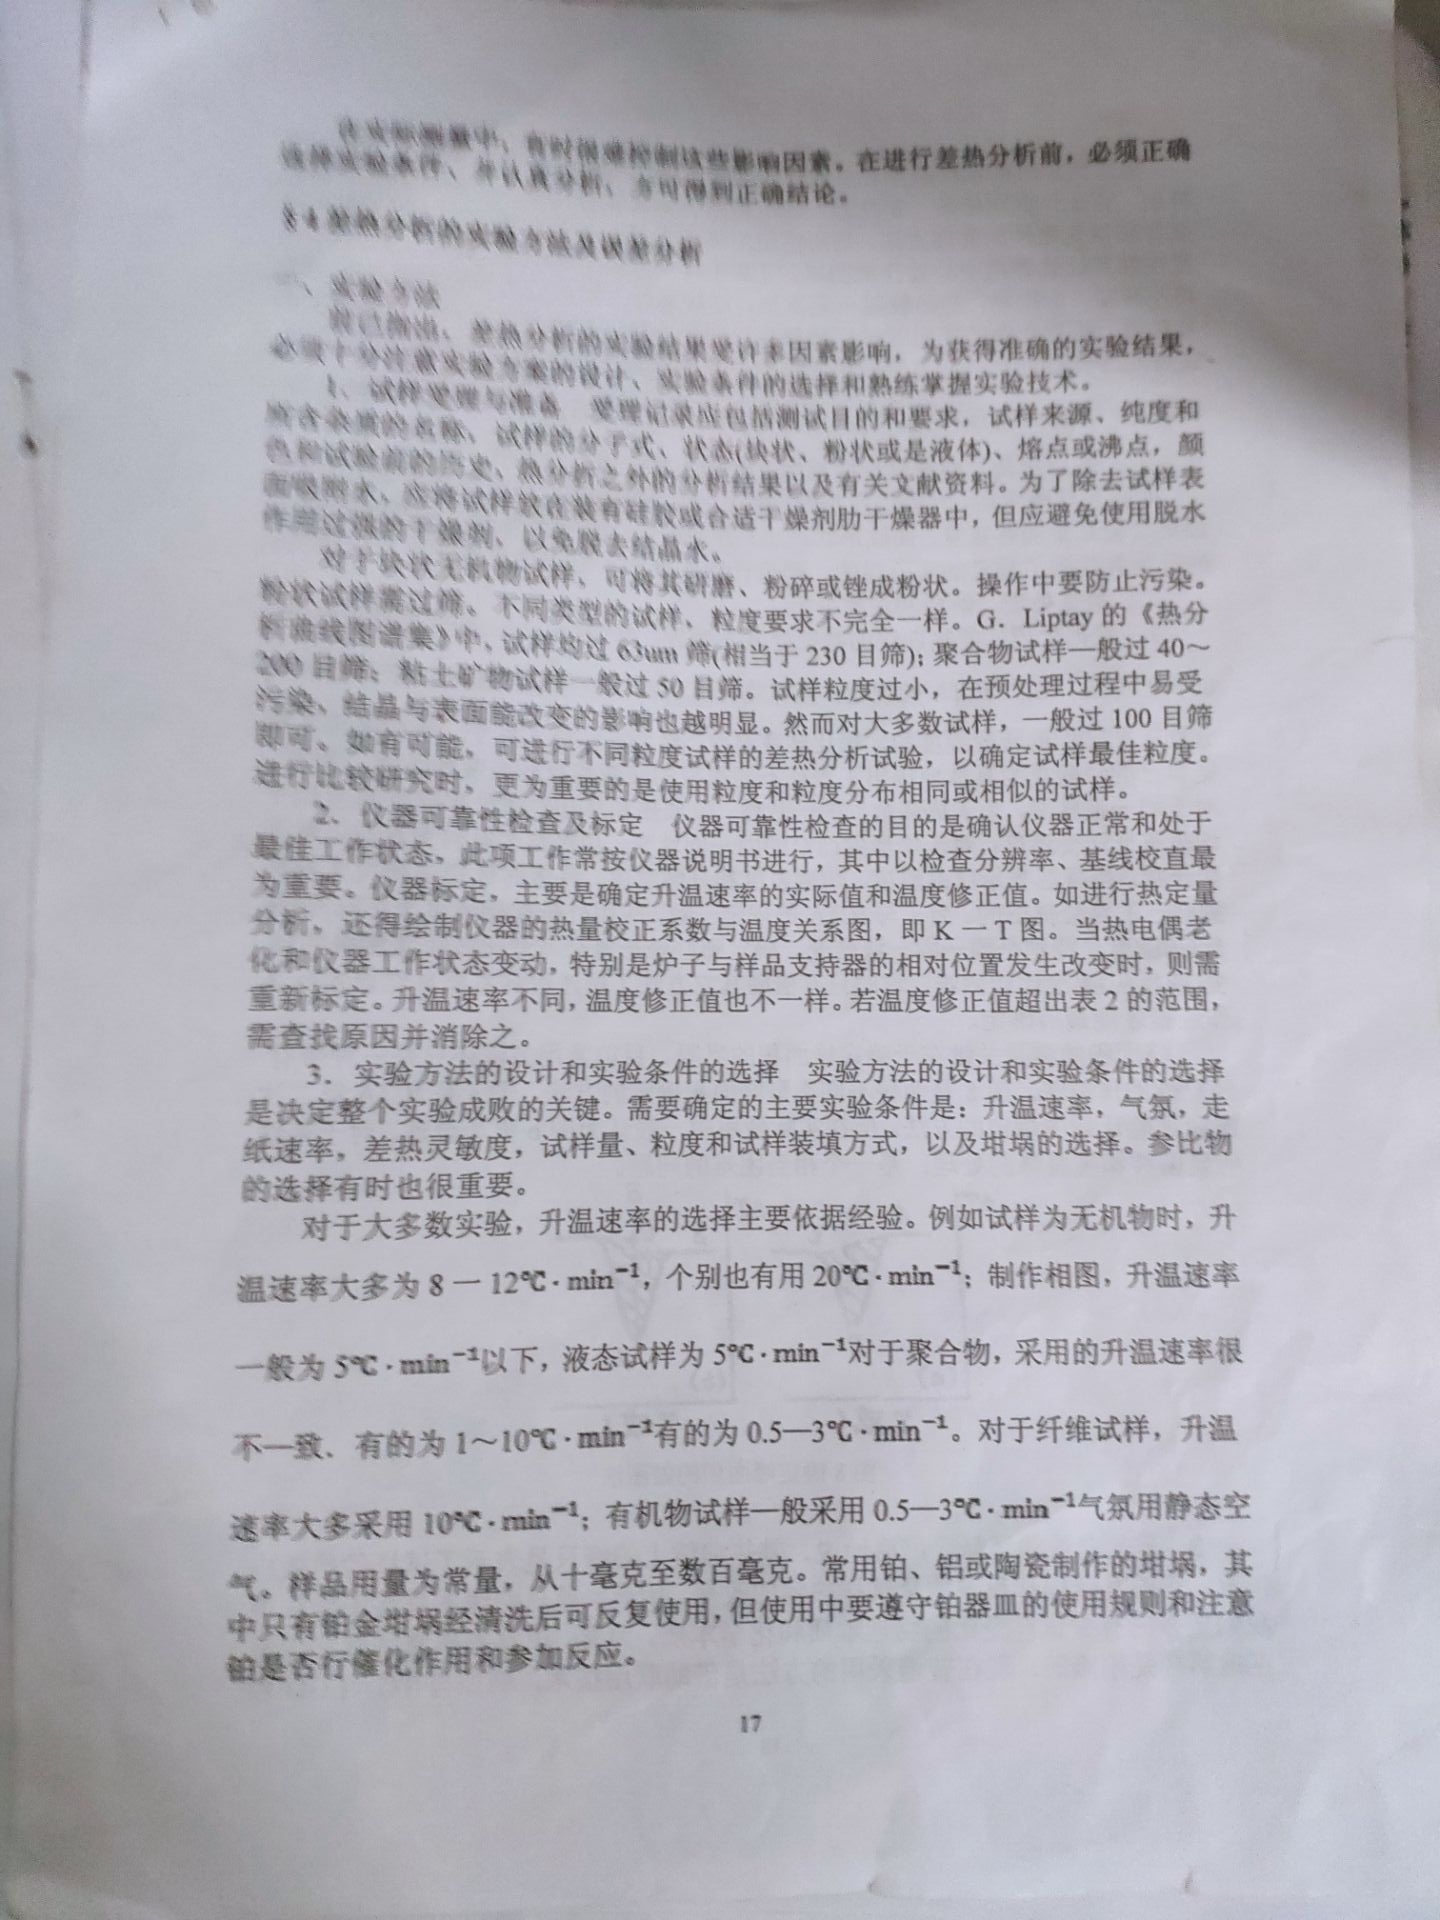 在实际测量中，有时很难控制这些影响因素。在进行差热分析前，必须正确
选择实验条件、并认真分析，方可得到正确结论。
§4 差热分析的实验方法及误差分析
一、实验方法
前已指出，差热分析的实验结果受许多因素影响，为获得准确的实验结果，
必须十分注意实验方案的设计、实验条件的选择和熟练掌握实验技术。
1、试样受理与准备 受理记录应包括测试目的和要求，试样来源、纯度和
所含杂质的名称，试样的分子式、状态(块状、粉状或是液体)、熔点或沸点，颜
色和试验前的历史、热分析之外的分析结果以及有关文献资料。为了除去试样表
面吸附水，应将试样放在装有硅胶或合适干燥剂肋干燥器中，但应避免使用脱水
作用过强的干燥剂，以免脱去结晶水。
对于块状无机物试样，可将其研磨、粉碎或锉成粉状。操作中要防止污染。
粉状试样需过筛。不同类型的试样，粒度要求不完全一样。G．Liptay 的《热分
析曲线图谱集》中，试样均过 63um 筛(相当于 230 目筛)；聚合物试样—般过 40～
200 目筛；粘土矿物试样一般过 50 目筛。试样粒度过小，在预处理过程中易受
污染、结晶与表面能改变的影响也越明显。然而对大多数试样，一般过 100 目筛
即可。如有可能，可进行不同粒度试样的差热分析试验，以确定试样最佳粒度。
进行比较研究时，更为重要的是使用粒度和粒度分布相同或相似的试样。
2．仪器可靠性检查及标定 仪器可靠性检查的目的是确认仪器正常和处于
最佳工作状态，此项工作常按仪器说明书进行，其中以检查分辨率、基线校直最
为重要。仪器标定，主要是确定升温速率的实际值和温度修正值。如进行热定量
分析，还得绘制仪器的热量校正系数与温度关系图，即 K 一 T 图。当热电偶老
化和仪器工作状态变动，特别是炉子与样品支持器的相对位置发生改变时，则需
重新标定。升温速率不同，温度修正值也不一样。若温度修正值超出表 2 的范围，
需查找原因并消除之。
3．实验方法的设计和实验条件的选择 实验方法的设计和实验条件的选择
是决定整个实验成败的关键。需要确定的主要实验条件是：升温速率，气氛，走
纸速率，差热灵敏度，试样量、粒度和试样装填方式，以及坩埚的选择。参比物
的选择有时也很重要。
对于大多数实验，升温速率的选择主要依据经验。例如试样为无机物时，升
温速率大多为 8 一 12℃·min⁻¹，个别也有用 20℃·min⁻¹；制作相图，升温速率
一般为 5℃·min⁻¹以下，液态试样为 5℃·min⁻¹对于聚合物，采用的升温速率很
不—致．有的为 1～10℃·min⁻¹有的为 0.5—3℃·min⁻¹。对于纤维试样，升温
速率大多采用 10℃·min⁻¹；有机物试样—般采用 0.5—3℃·min⁻¹气氛用静态空
气。样品用量为常量，从十毫克至数百毫克。常用铂、铝或陶瓷制作的坩埚，其
中只有铂金坩埚经清洗后可反复使用，但使用中要遵守铂器皿的使用规则和注意
铂是否行催化作用和参加反应。
17